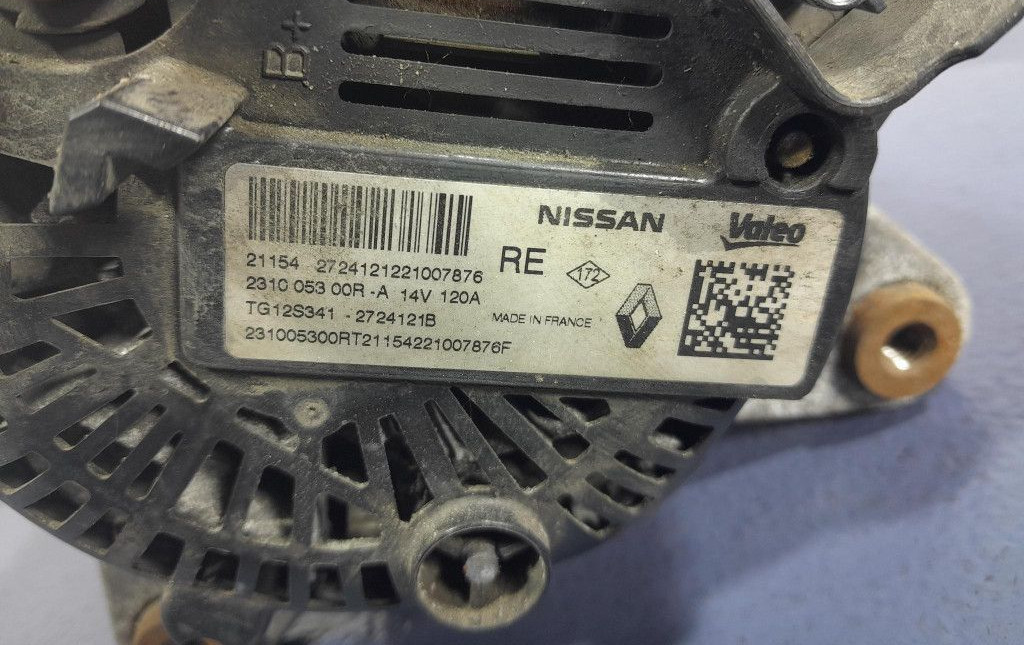 B+
NISSAN Valeo
RE 172
21154 2724121221007876
2310 053 00R -A 14V 120A
TG12S341 - 2724121B
MADE IN FRANCE
231005300RT21154221007876F